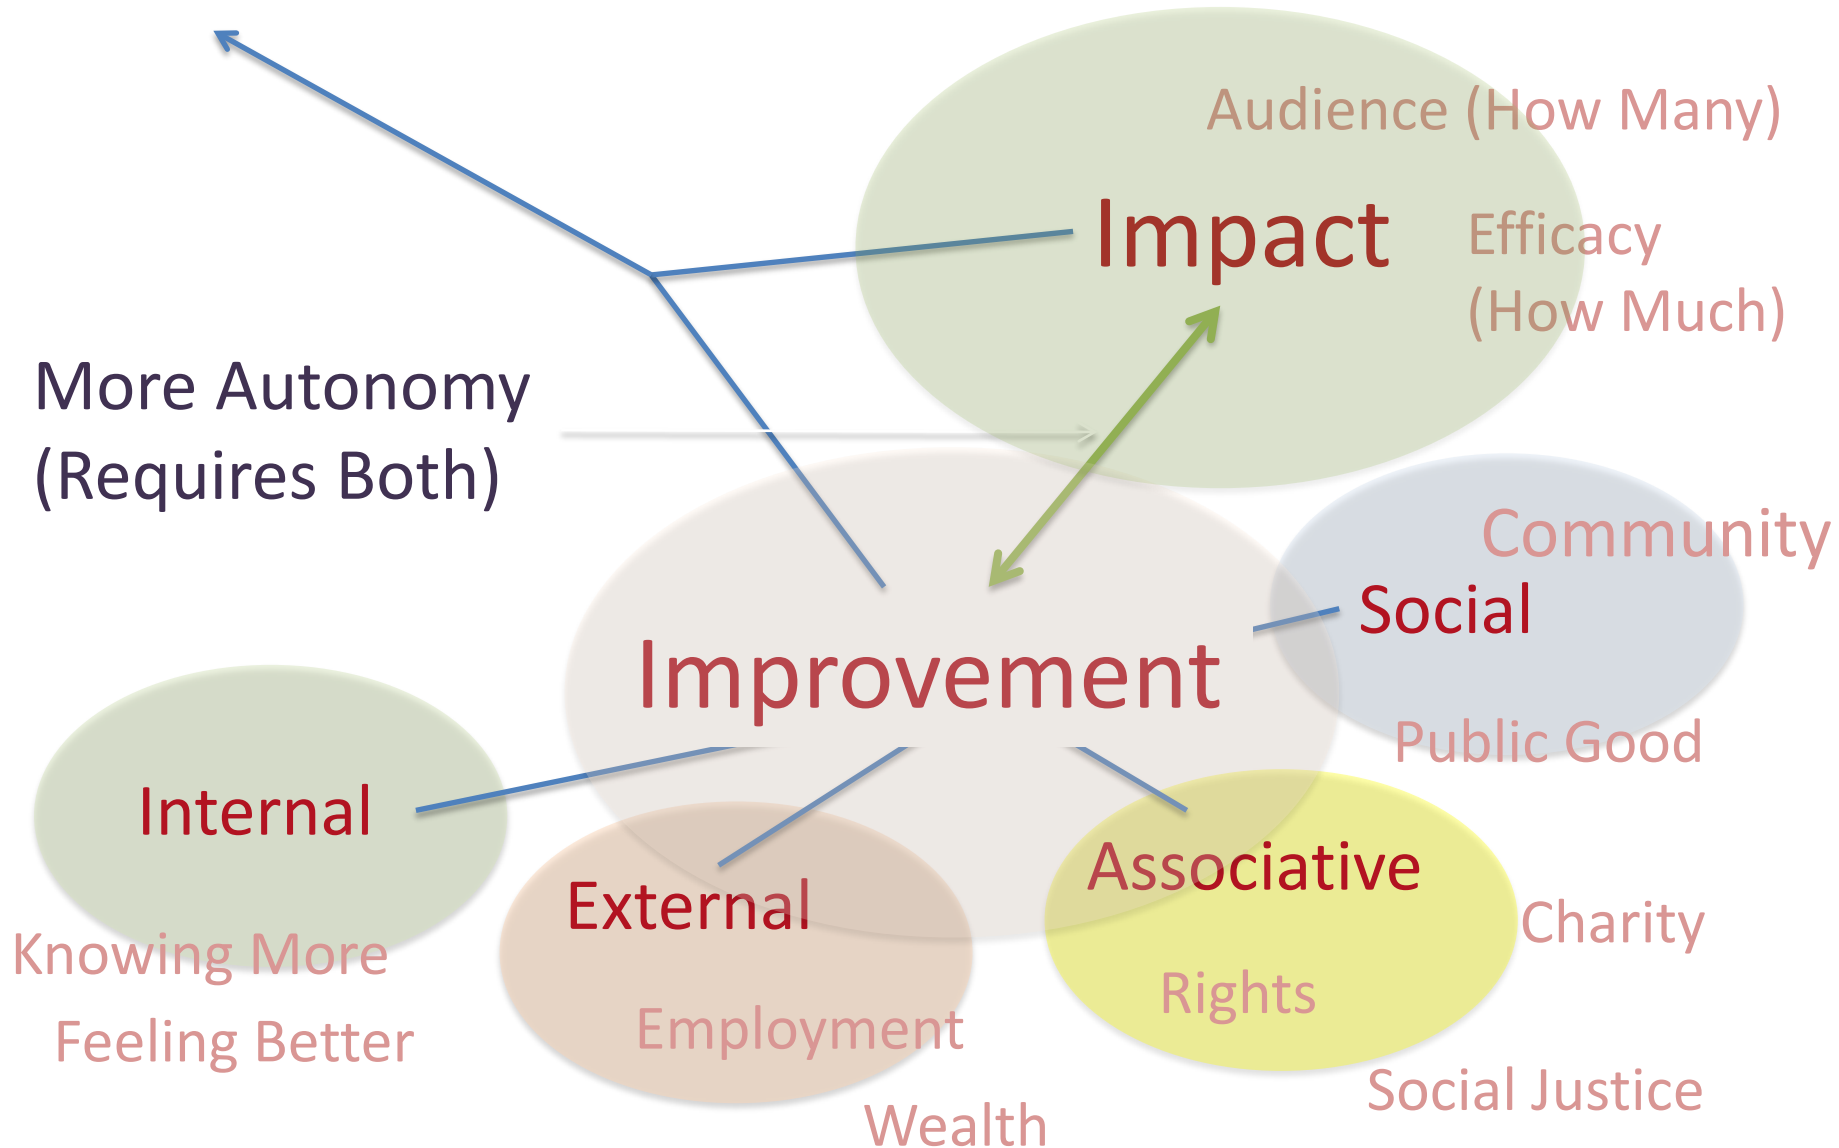 Audience (How Many)
Impact
Efficacy
(How Much)
More Autonomy
(Requires Both)
Community
Social
Improvement
Public Good
Internal
Associative
External
Charity
Knowing More
Rights
Employment
Feeling Better
Social Justice
Wealth